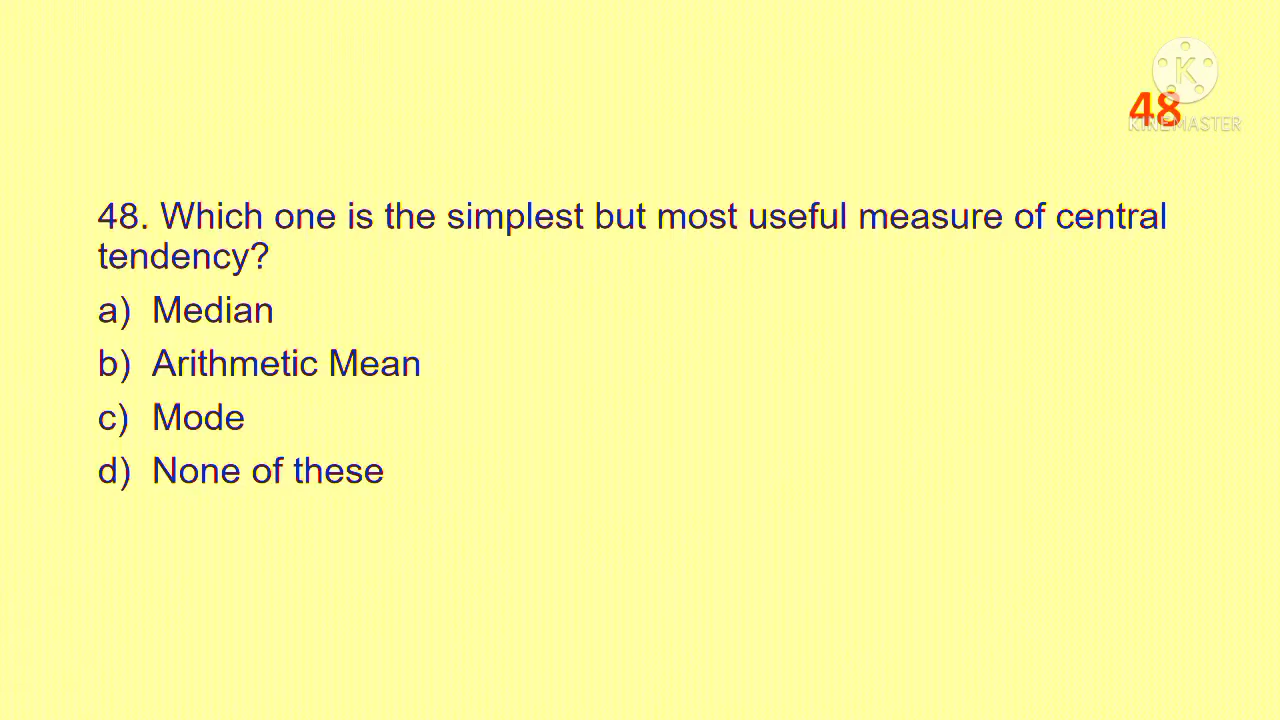 K
48
KINEMASTER
48. Which one is the simplest but most useful measure of central
tendency?
a) Median
b) Arithmetic Mean
c) Mode
d) None of these